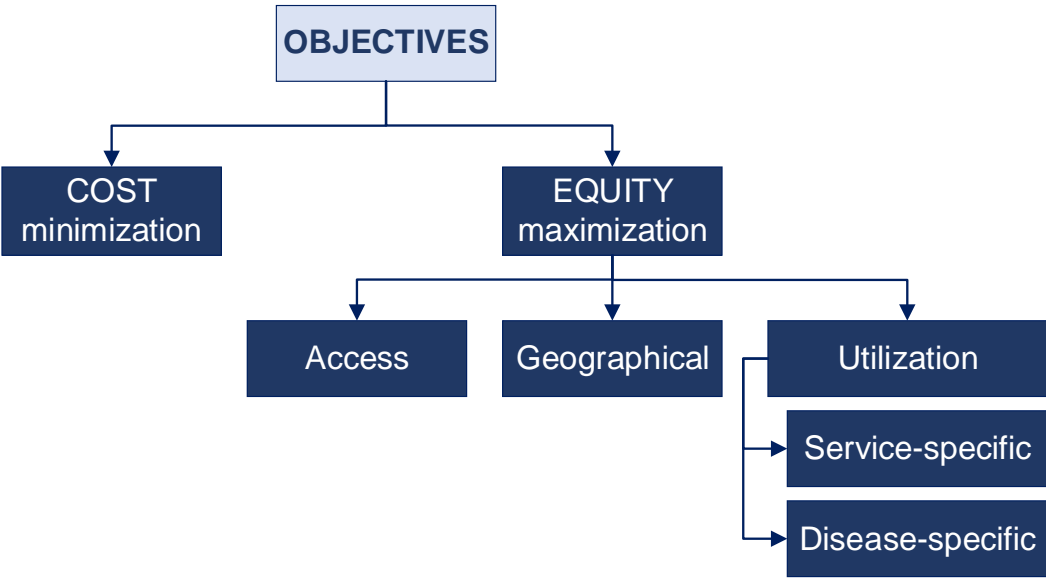 OBJECTIVES
COST
minimization
EQUITY
maximization
Access
Geographical
Utilization
Service-specific
Disease-specific